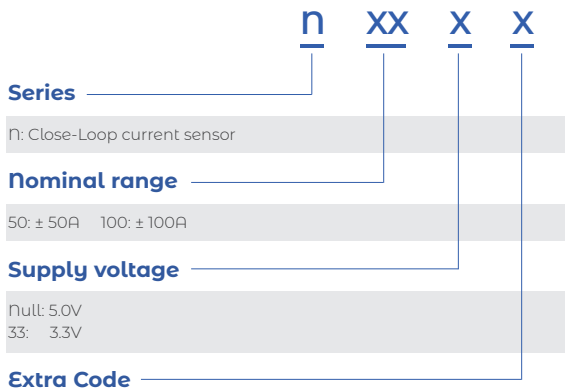 n xx x x
Series
N: Close-Loop current sensor
Nominal range
50: ± 50A 100: ± 100A
Supply voltage
Null: 5.0V
33: 3.3V
Extra Code